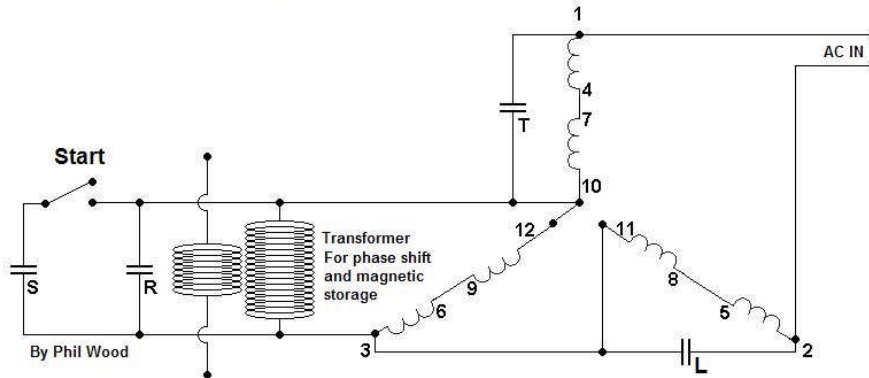 1
AC IN
4
T
7
Start
10
12
11
Transformer
For phase shift
and magnetic
storage
S
R
9
8
6
5
By Phil Wood
3
L
2